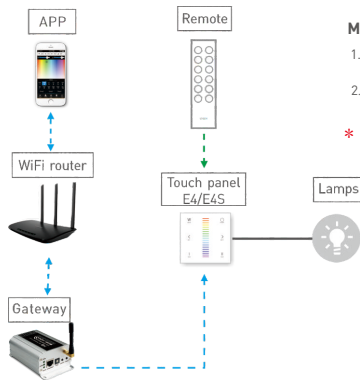 APP
Remote
M
1.
2.
*
WiFi router
Touch panel
E4/E4S
Lamps
Gateway